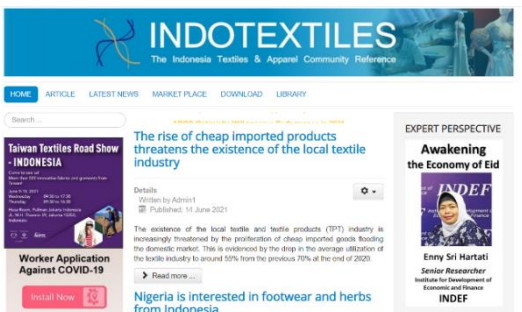 INDOTEXTILES
The Indonesia Textiles & Apparel Community Reference
HOME ARTICLE LATEST NEWS MARKET PLACE DOWNLOAD LIBRARY
Search ...
Taiwan Textiles Road Show
- INDONESIA
Worker Application
Against COVID-19
Install Now
The rise of cheap imported products
threatens the existence of the local textile
industry
Details
Written by Admin1
Published: 14 June 2021
The existence of the local textile and textile products (TPT) industry is
increasingly threatened by the proliferation of cheap imported goods flooding
the domestic market. This is evidenced by the drop in the average utilization of
the textile industry to around 55% from the previous 70% at the end of 2020.
Read more ...
Nigeria is interested in footwear and herbs
from Indonesia
EXPERT PERSPECTIVE
Awakening
the Economy of Eid
INDEF
Enny Sri Hartati
Senior Researcher
Institute for Development of
Economic and Finance
INDEF